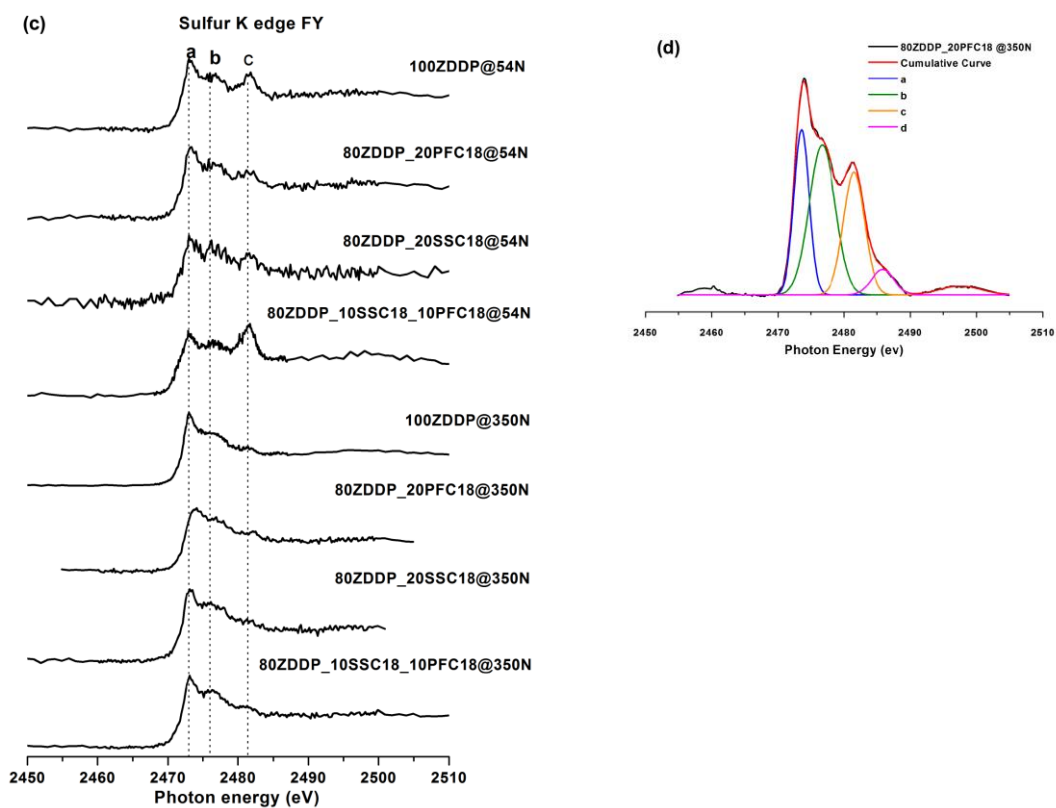 (c)
Sulfur K edge FY
a b c
100ZDDP@54N
80ZDDP_20PFC18@54N
80ZDDP_20SSC18@54N
80ZDDP_10SSC18_10PFC18@54N
100ZDDP@350N
80ZDDP_20PFC18@350N
80ZDDP_20SSC18@350N
80ZDDP_10SSC18_10PFC18@350N
2450 2460 2470 2480 2490 2500 2510
Photon energy (eV)
(d)
80ZDDP_20PFC18 @350N
Cumulative Curve
a
b
c
d
2450 2460 2470 2480 2490 2500 2510
Photon Energy (ev)